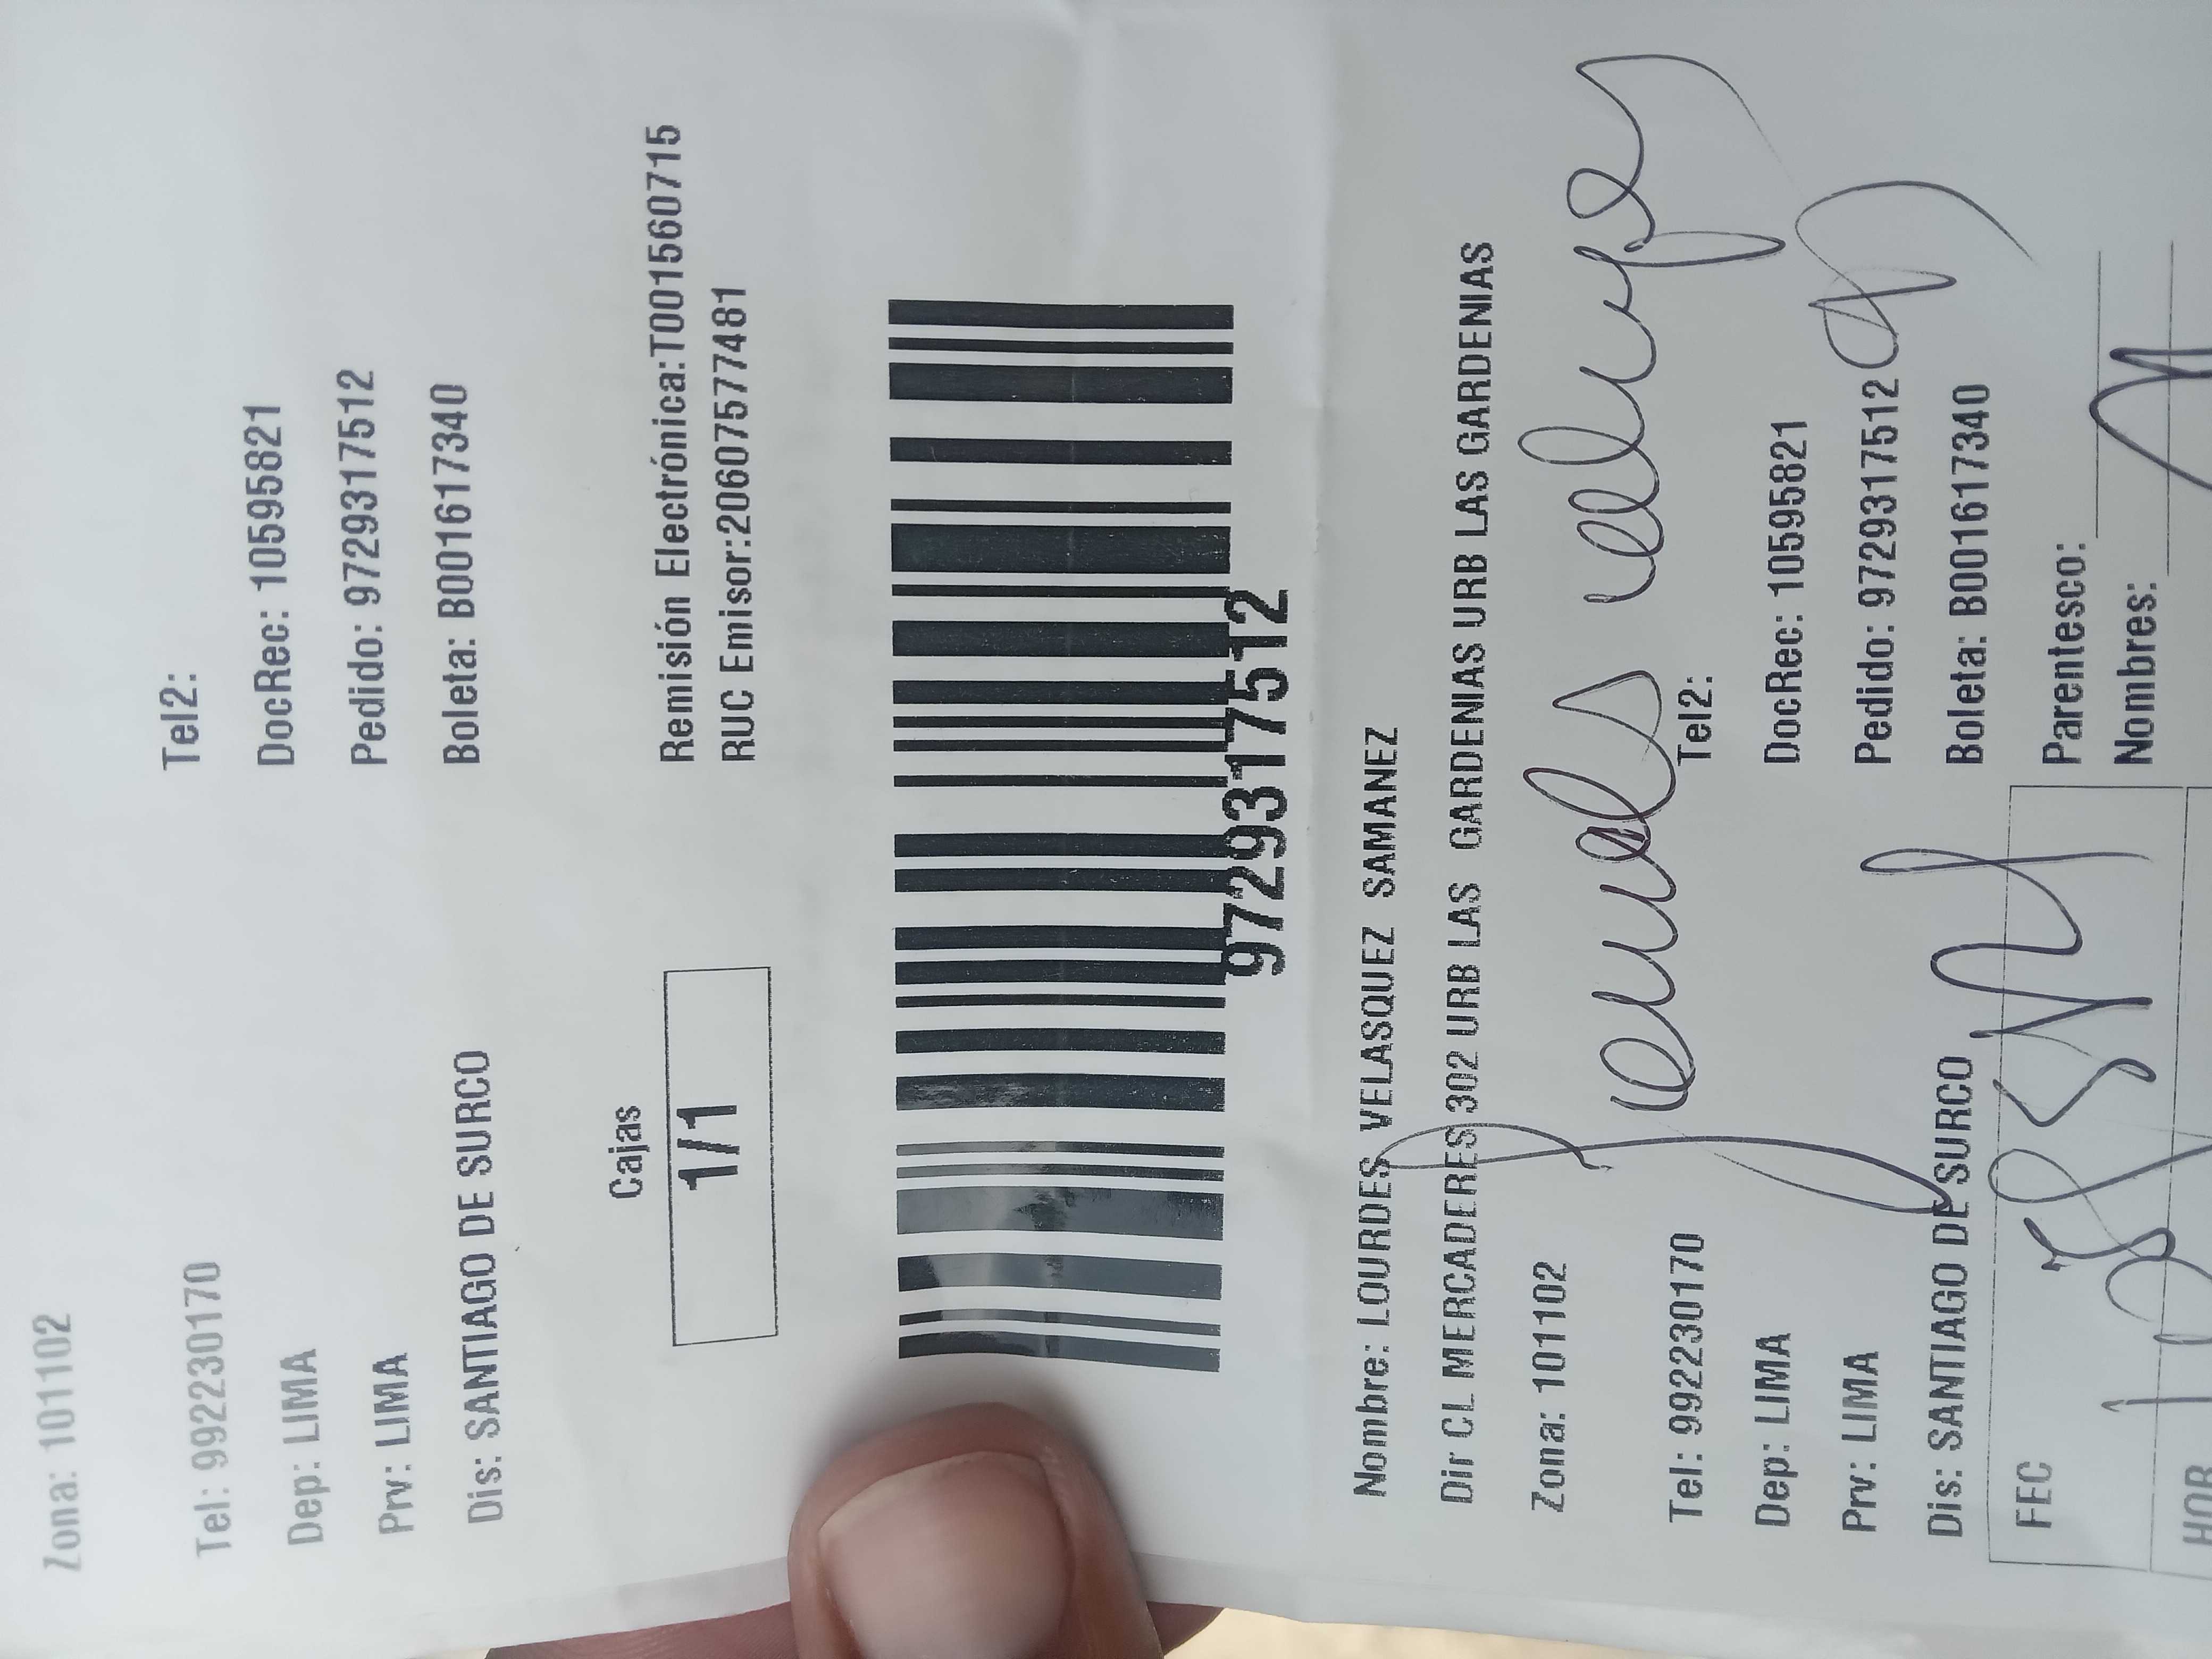 Zona: 101102
Tel: 992230170 Tel2:
Dep: LIMA DocRec: 10595821
Prv: LIMA Pedido: 9729317512
Dis: SANTIAGO DE SURCO Boleta: B001617340
Cajas
1/1
Remisión Electrónica:T001560715
RUC Emisor:20607577481
9729317512
Nombre: LOURDES VELASQUEZ SAMANEZ
Dir CL MERCADERES 302 URB LAS GARDENIAS URB LAS GARDENIAS
Zona: 101102
Tel: 992230170 Tel2:
Dep: LIMA DocRec: 10595821
Prv: LIMA Pedido: 9729317512
Dis: SANTIAGO DE SURCO Boleta: B001617340
FEC Parentesco:
HOR Nombres: